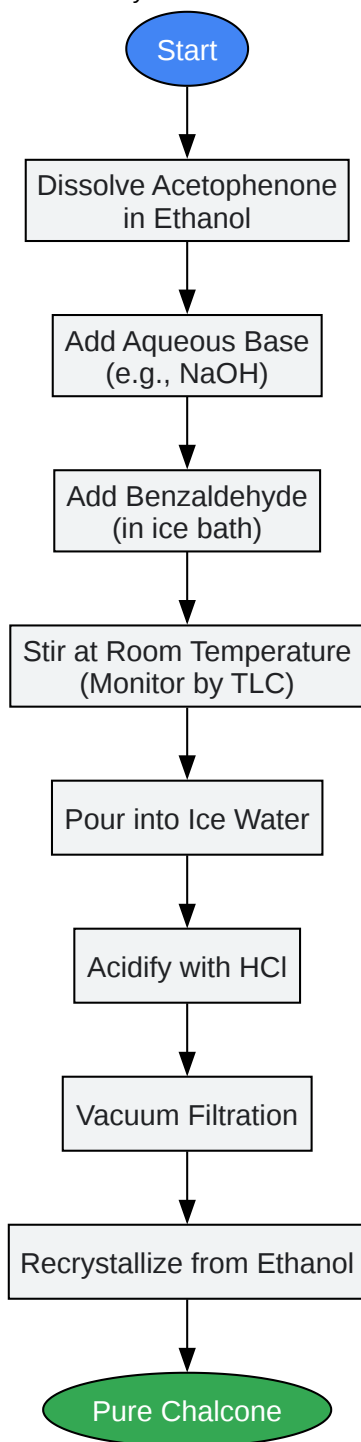 Start
Dissolve Acetophenone
in Ethanol
Add Aqueous Base
(e.g., NaOH)
Add Benzaldehyde
(in ice bath)
Stir at Room Temperature
(Monitor by TLC)
Pour into Ice Water
Acidify with HCl
Vacuum Filtration
Recrystallize from Ethanol
Pure Chalcone